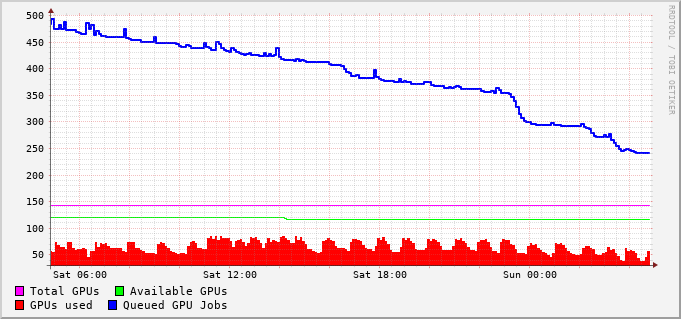 500
450
400
350
300
250
200
150
100
50
Sat 06:00 Sat 12:00 Sat 18:00 Sun 00:00
Total GPUs Available GPUs
GPUs used Queued GPU Jobs
RRDTOOL / TOBI OETIKER